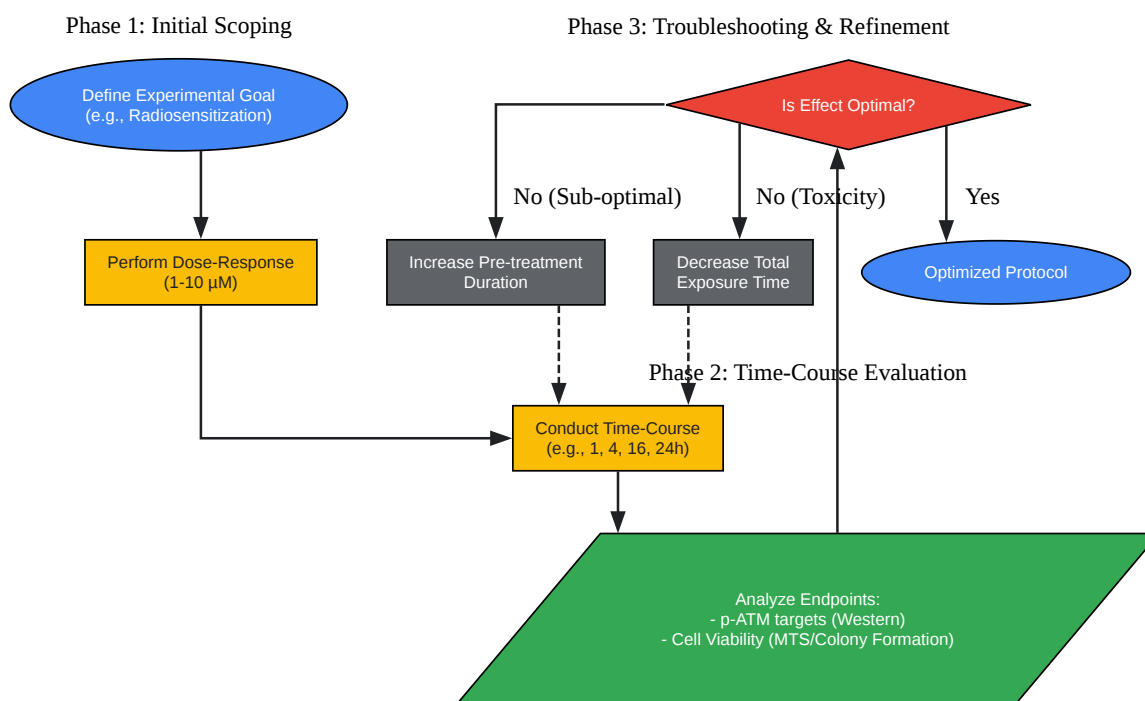 Phase 1: Initial Scoping
Define Experimental Goal
(e.g., Radiosensitization)
Perform Dose-Response
(1-10 µM)
Phase 3: Troubleshooting & Refinement
Is Effect Optimal?
No (Sub-optimal)
No (Toxicity)
Yes
Increase Pre-treatment
Duration
Decrease Total
Exposure Time
Optimized Protocol
Phase 2: Time-Course Evaluation
Conduct Time-Course
(e.g., 1, 4, 16, 24h)
Analyze Endpoints:
- p-ATM targets (Western)
- Cell Viability (MTS/Colony Formation)